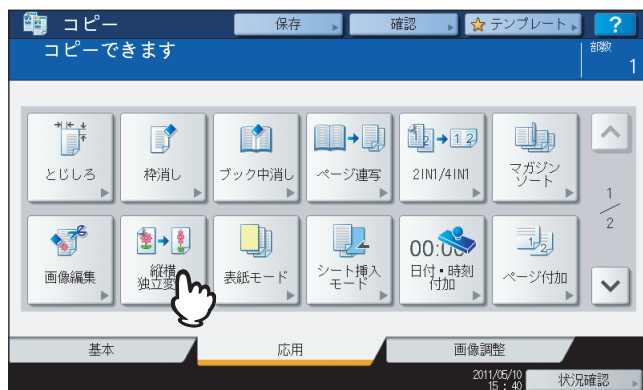 コピー
保存
確認
テンプレート
?
コピーできます
部数
1
とじしろ
枠消し
ブック中消し
ページ連写
2IN1/4IN1
マガジン
ソート
1
2
画像編集
縦横
独立変
表紙モード
シート挿入
モード
00:00
日付・時刻
付加
ページ付加
基本
応用
画像調整
2011/05/10
15:40
状況確認